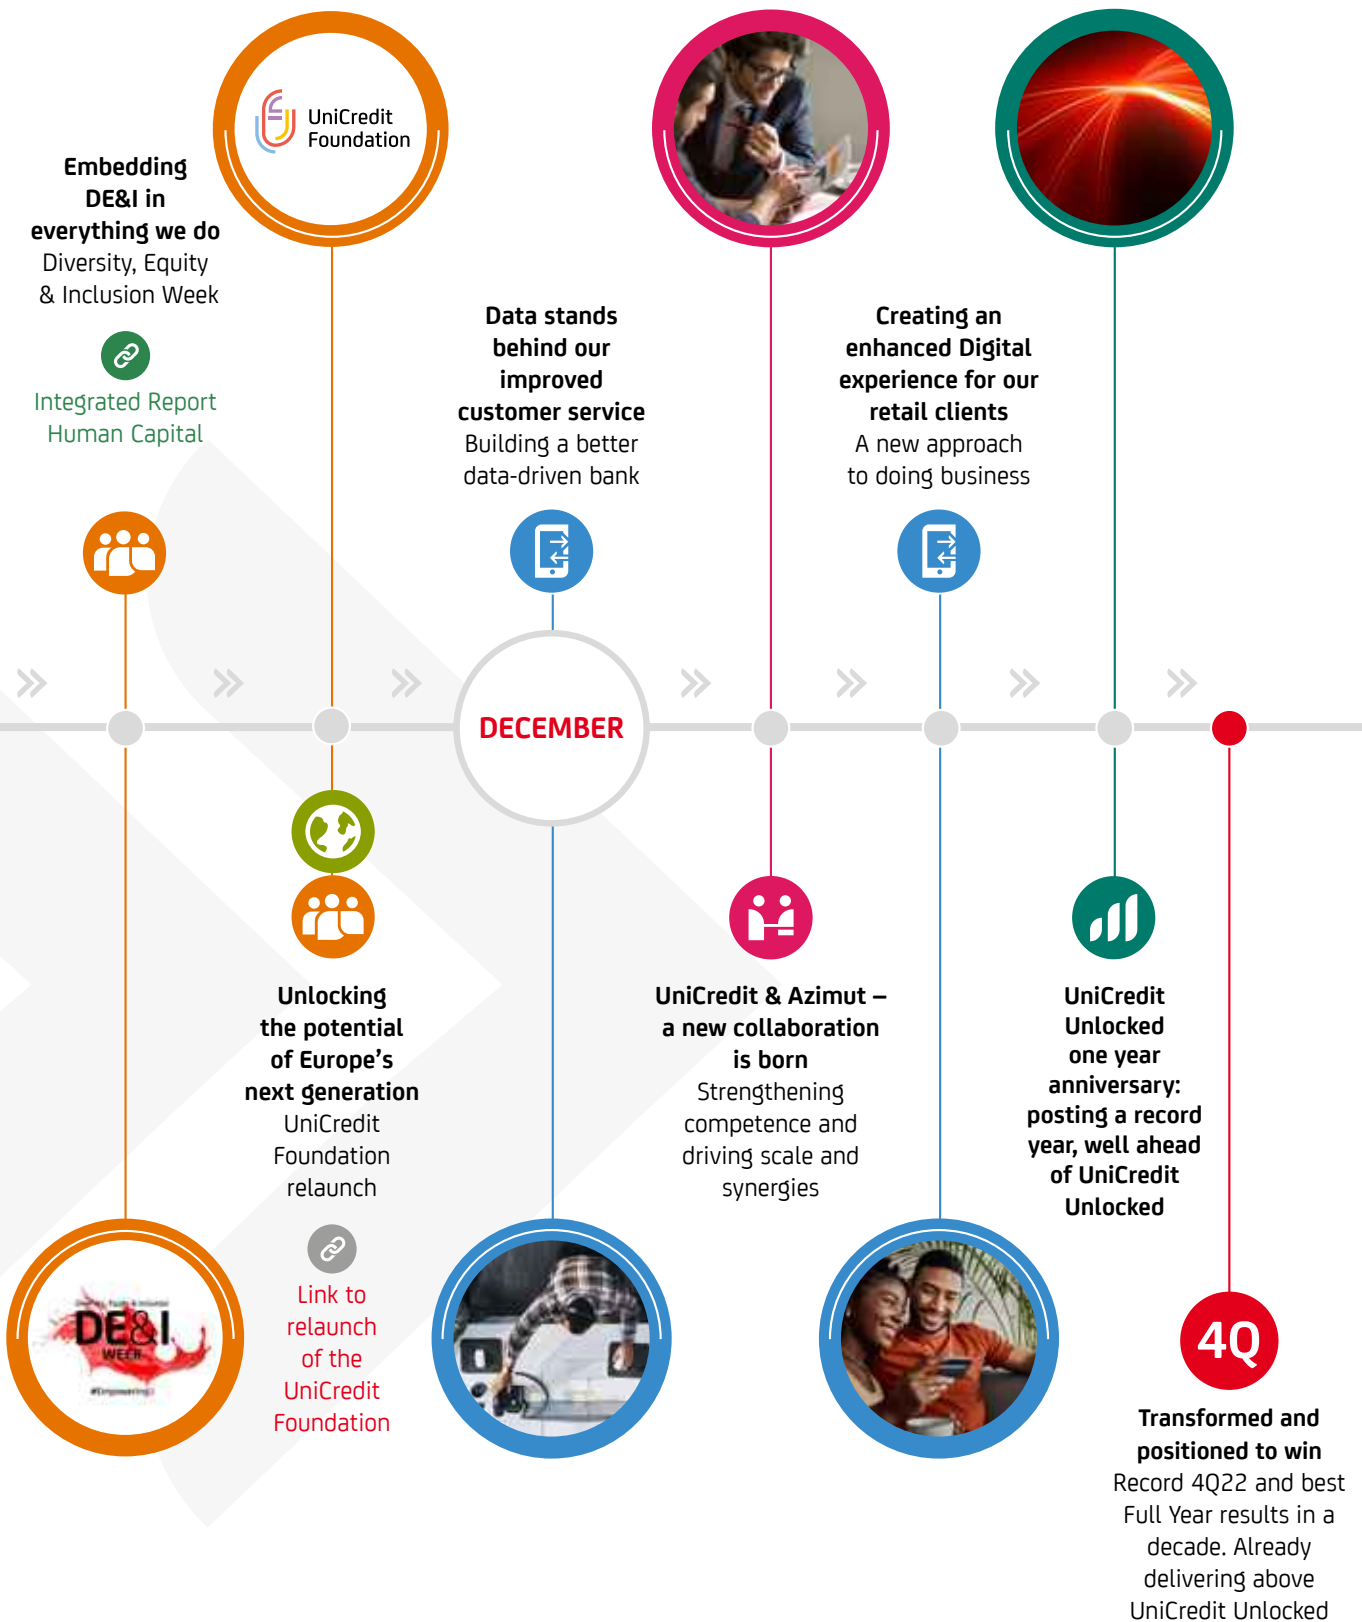 UniCredit
Foundation
Embedding
DE&I in
everything we do
Diversity, Equity
& Inclusion Week
Integrated Report
Human Capital
Data stands
behind our
improved
customer service
Building a better
data-driven bank
Creating an
enhanced Digital
experience for our
retail clients
A new approach
to doing business
DECEMBER
Unlocking
the potential
of Europe’s
next generation
UniCredit
Foundation
relaunch
Link to
relaunch
of the
UniCredit
Foundation
UniCredit & Azimut –
a new collaboration
is born
Strengthening
competence and
driving scale and
synergies
UniCredit
Unlocked
one year
anniversary:
posting a record
year, well ahead
of UniCredit
Unlocked
DE&I
WEEK
4Q
Transformed and
positioned to win
Record 4Q22 and best
Full Year results in a
decade. Already
delivering above
UniCredit Unlocked